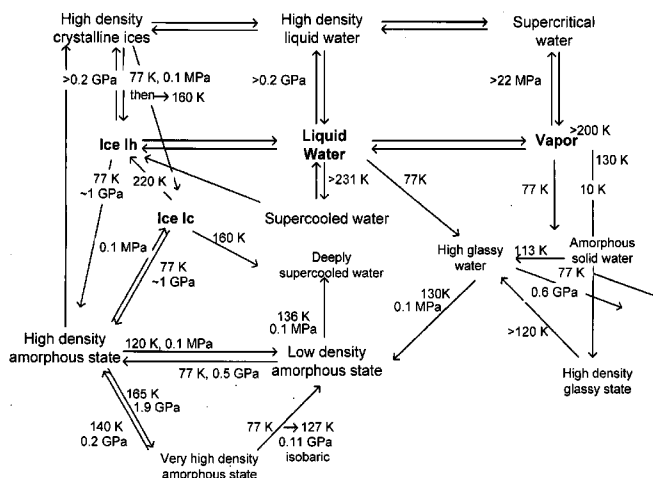 High density
crystalline ices
High density
liquid water
Supercritical
water
>0.2 GPa
77 K, 0.1 MPa
then → 160 K
>0.2 GPa
>22 MPa
Ice Ih
Liquid
Water
Vapor
>200 K
77 K
~1 GPa
220 K
>231 K
77K
77 K
130 K
10 K
Ice Ic
Supercooled water
0.1 MPa
160 K
77 K
~1 GPa
Deeply
supercooled water
High glassy
water
113 K
Amorphous
solid water
77 K
0.6 GPa
136 K
0.1 MPa
130K
0.1 MPa
>120 K
High density
amorphous state
120 K, 0.1 MPa
77 K, 0.5 GPa
Low density
amorphous state
High density
glassy state
165 K
1.9 GPa
140 K
0.2 GPa
77 K → 127 K
0.11 GPa
isobaric
Very high density
amorphous state